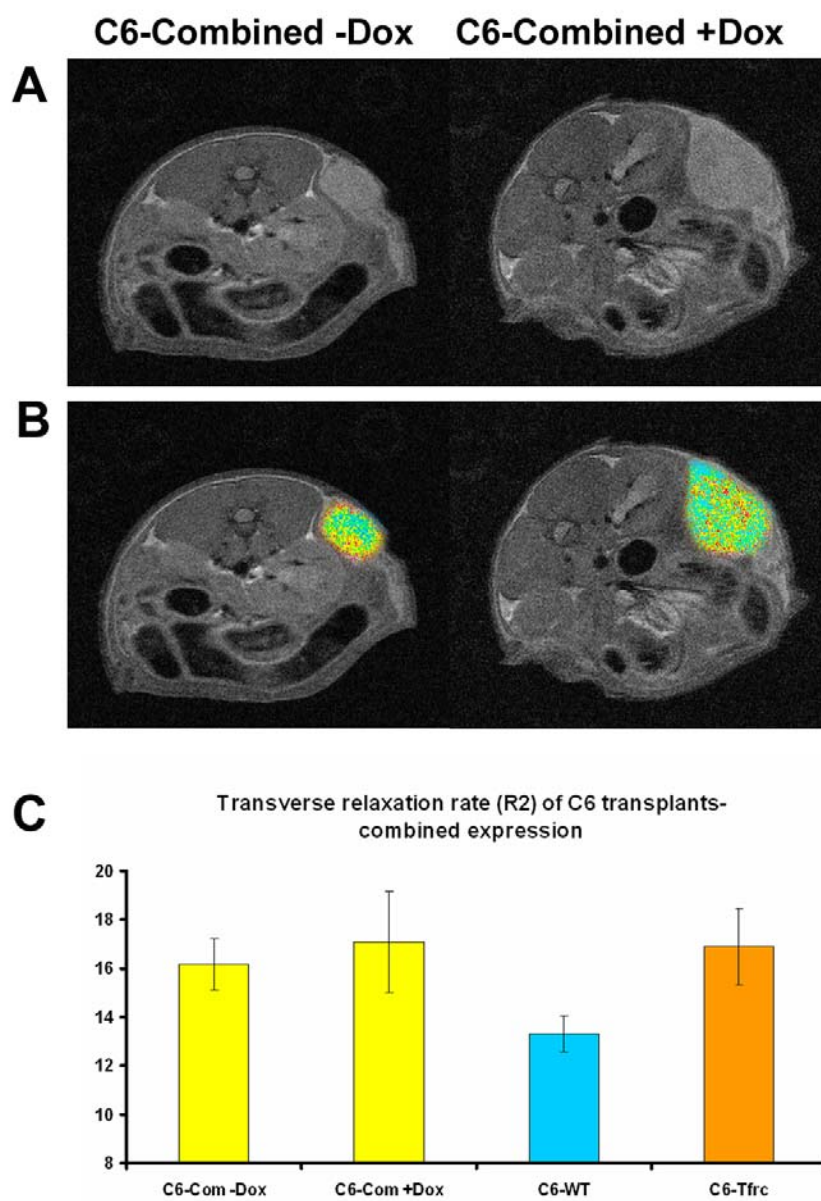 C6-Combined -Dox C6-Combined +Dox
A
B
C
Transverse relaxation rate (R2) of C6 transplants-
combined expression
20
18
16
14
12
10
8
C6-Com -Dox C6-Com +Dox C6-WT C6-Tfrc